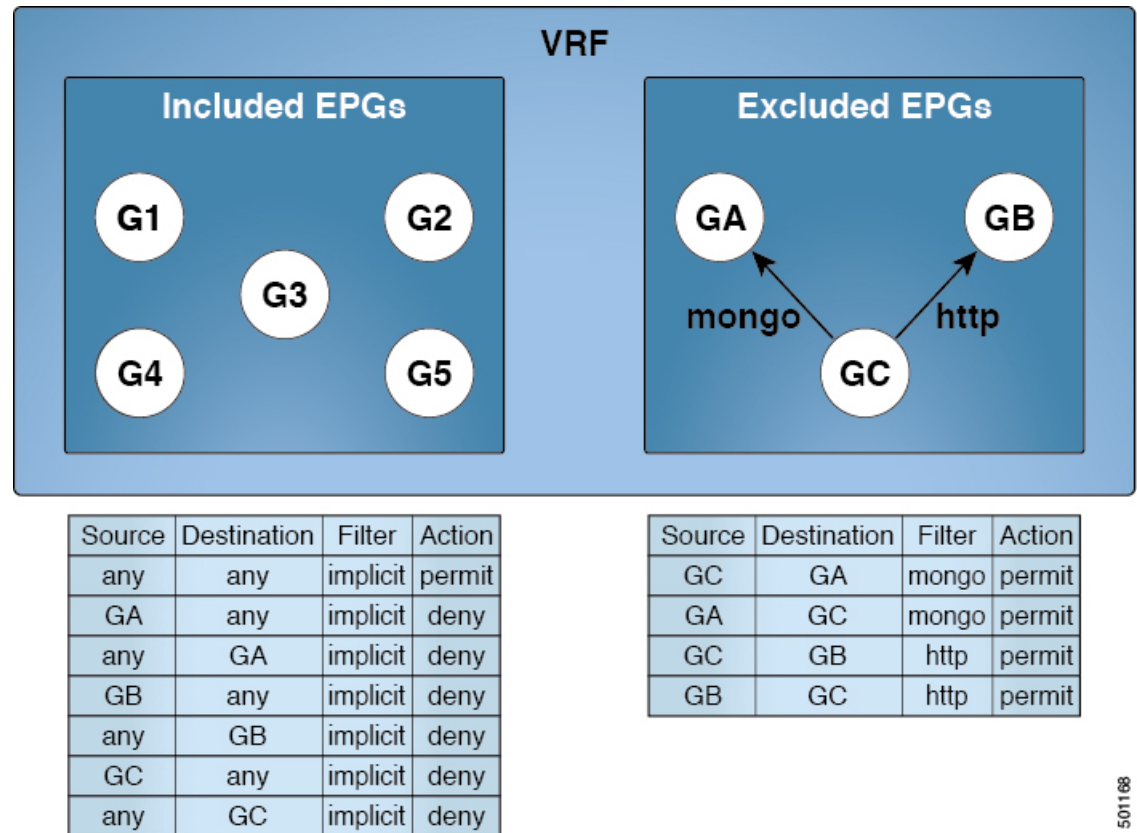 VRF
Included EPGs
G1
G2
G3
G4
G5
Excluded EPGs
GA
GB
mongo
http
GC
Source Destination Filter Action
any any implicit permit
GA any implicit deny
any GA implicit deny
GB any implicit deny
any GB implicit deny
GC any implicit deny
any GC implicit deny
Source Destination Filter Action
GC GA mongo permit
GA GC mongo permit
GC GB http permit
GB GC http permit
501168